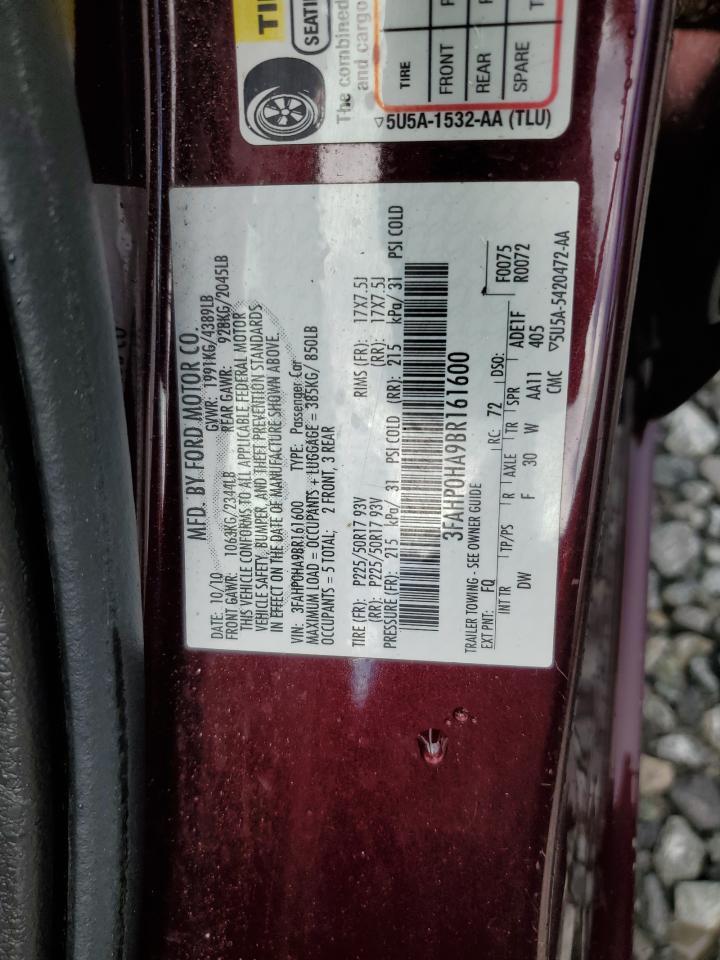 MFD. BY FORD MOTOR CO.
DATE: 10/10 GVWR: 1991KG/4389LB
FRONT GAWR: 1063KG/2344LB REAR GAWR: 928KG/2045LB
THIS VEHICLE CONFORMS TO ALL APPLICABLE FEDERAL MOTOR
VEHICLE SAFETY, BUMPER, AND THEFT PREVENTION STANDARDS
IN EFFECT ON THE DATE OF MANUFACTURE SHOWN ABOVE.
VIN: 3FAHP0HA9BR161600 TYPE: Passenger Car
MAXIMUM LOAD = OCCUPANTS + LUGGAGE = 385KG/ 850LB
OCCUPANTS = 5 TOTAL; 2 FRONT, 3 REAR
TIRE (FR): P225/50R17 93V RIMS (FR): 17X7.5J
(RR): P225/50R17 93V (RR): 17X7.5J
PRESSURE (FR): 215 kPa/ 31 PSI COLD (RR): 215 kPa/ 31 PSI COLD
3FAHP0HA9BR161600
TRAILER TOWING - SEE OWNER GUIDE
EXT PNT: FQ RC: 72 DSO: F0075
R0072
INT TR TP/PS R AXLE TR SPR ADE1F
DW F 30 W AA11 405
CMC ▽5U5A-5420472-AA
TI
SEATI
The combined
and cargo
TIRE
FRONT
REAR
SPARE
▽5U5A-1532-AA (TLU)